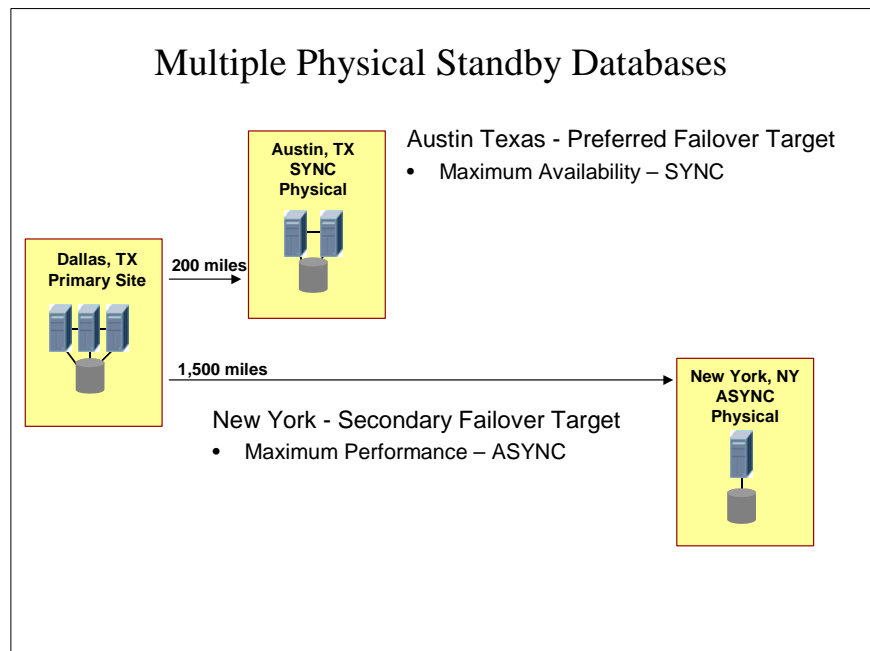 Multiple Physical Standby Databases
Austin, TX
SYNC
Physical
Austin Texas - Preferred Failover Target
• Maximum Availability – SYNC
Dallas, TX
Primary Site
200 miles
1,500 miles
New York - Secondary Failover Target
• Maximum Performance – ASYNC
New York, NY
ASYNC
Physical